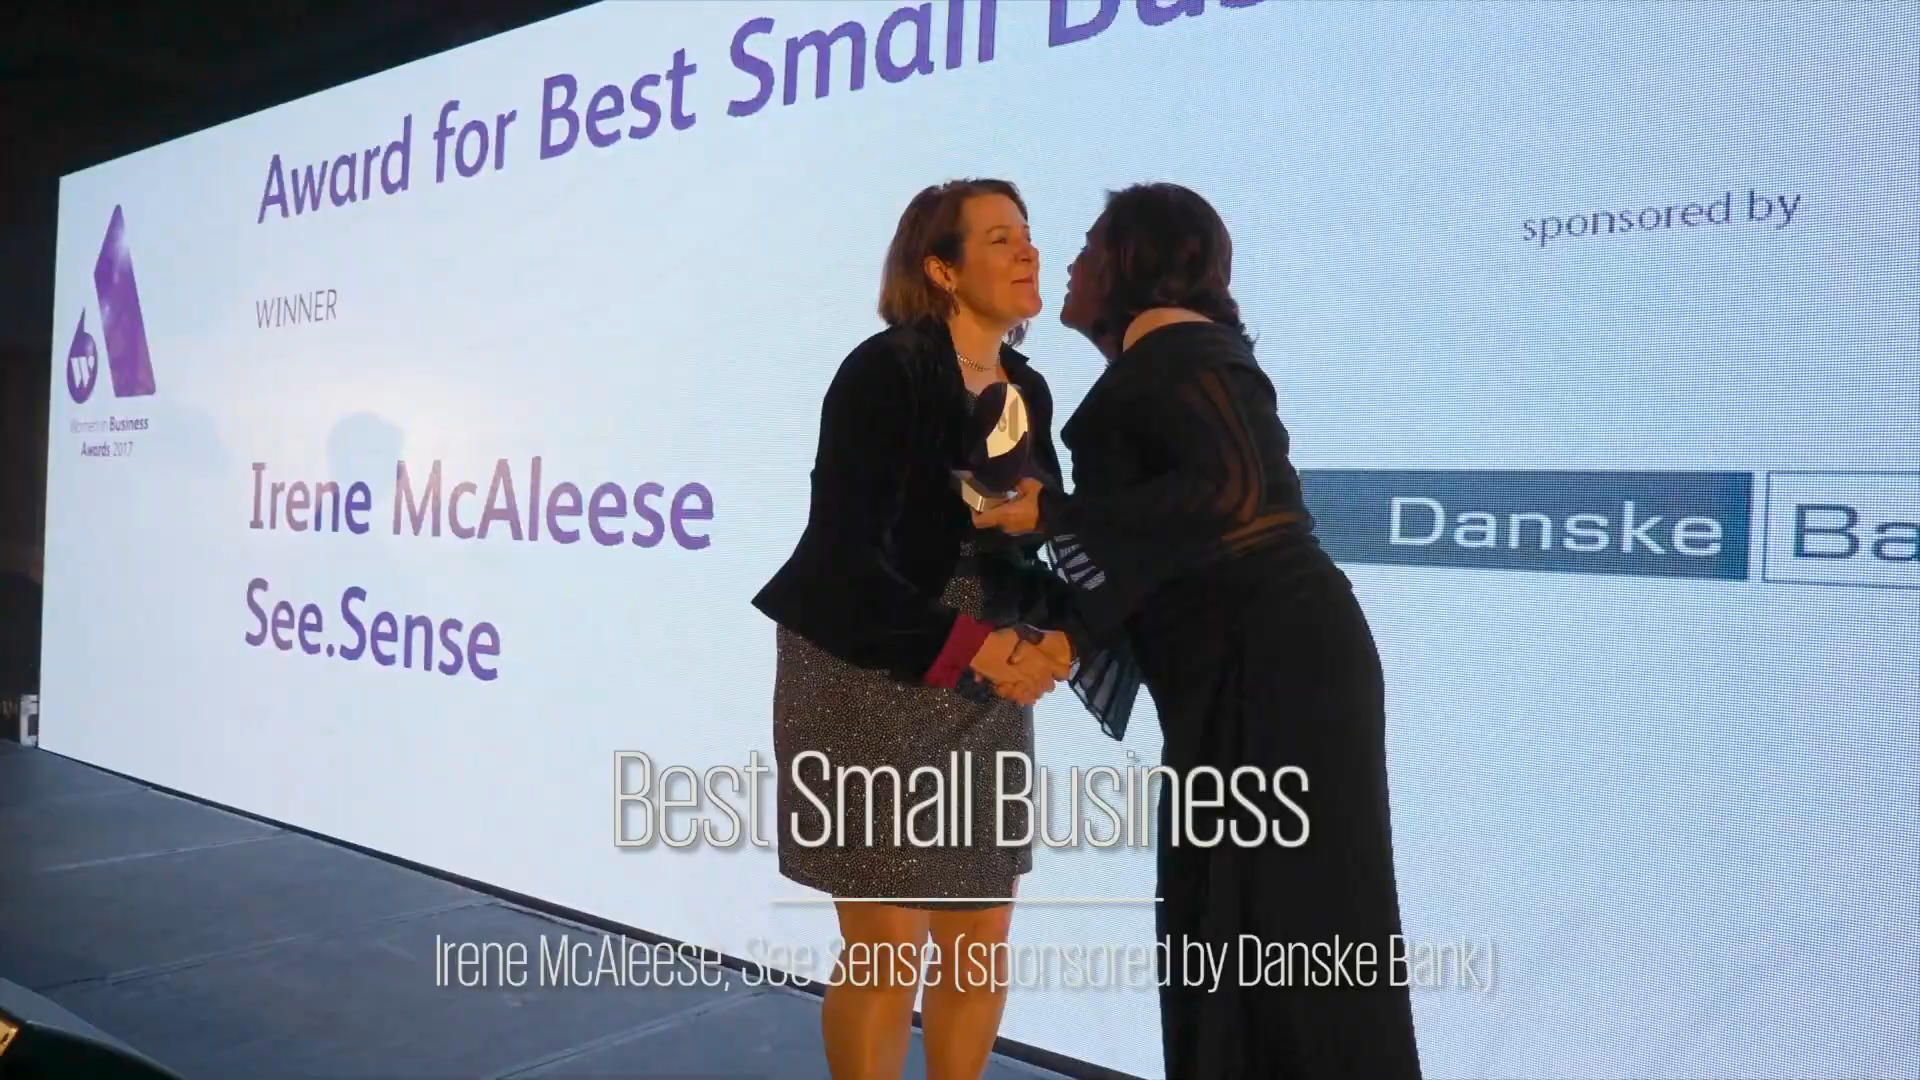 Award for Best Small
sponsored by
WINNER
W
Women in Business
Awards 2017
Irene McAleese
Danske
See.Sense
Best Small Business
Irene McAleese, See Sense (sponsored by Danske Bank)